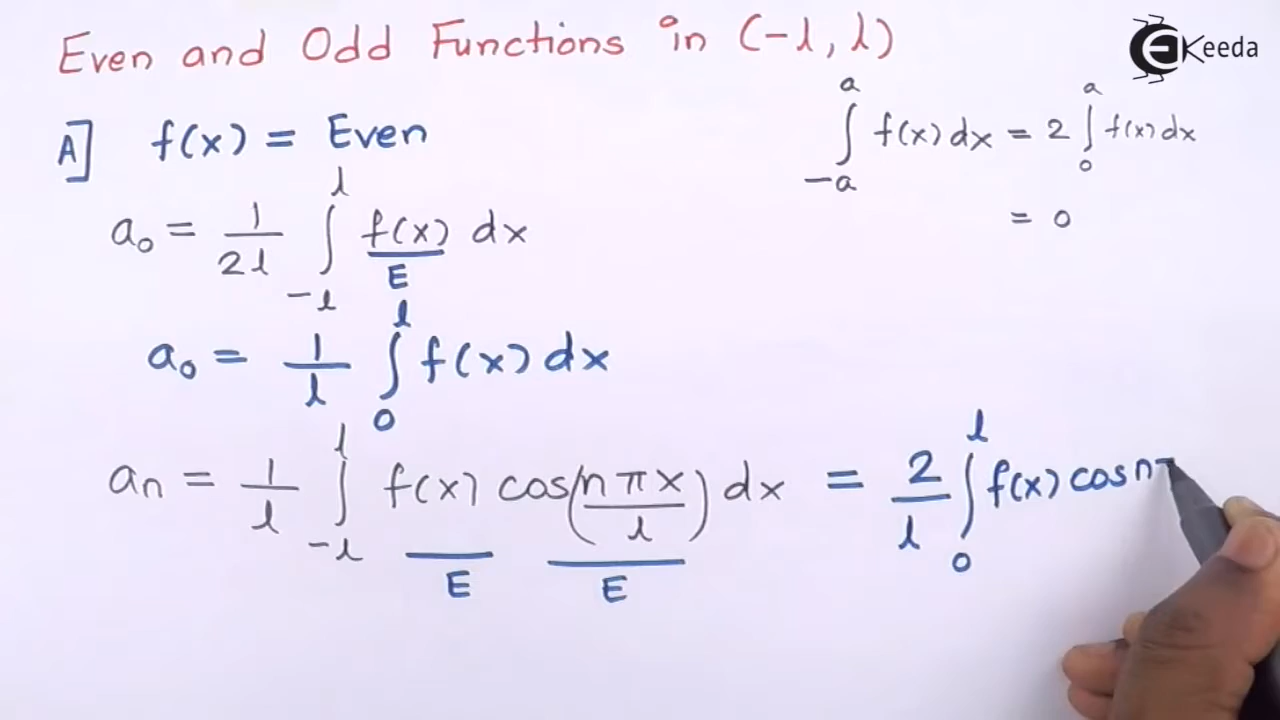 Even and Odd Functions in (-l, l)
EKeeda
A] f(x) = Even
∫_{-a}^{a} f(x) dx = 2 ∫_{0}^{a} f(x) dx
= 0
a₀ = 1/2l ∫_{-l}^{l} f(x) dx
E
a₀ = 1/l ∫_{0}^{l} f(x) dx
aₙ = 1/l ∫_{-l}^{l} f(x) cos(nπx/l) dx = 2/l ∫_{0}^{l} f(x) cos n
E E